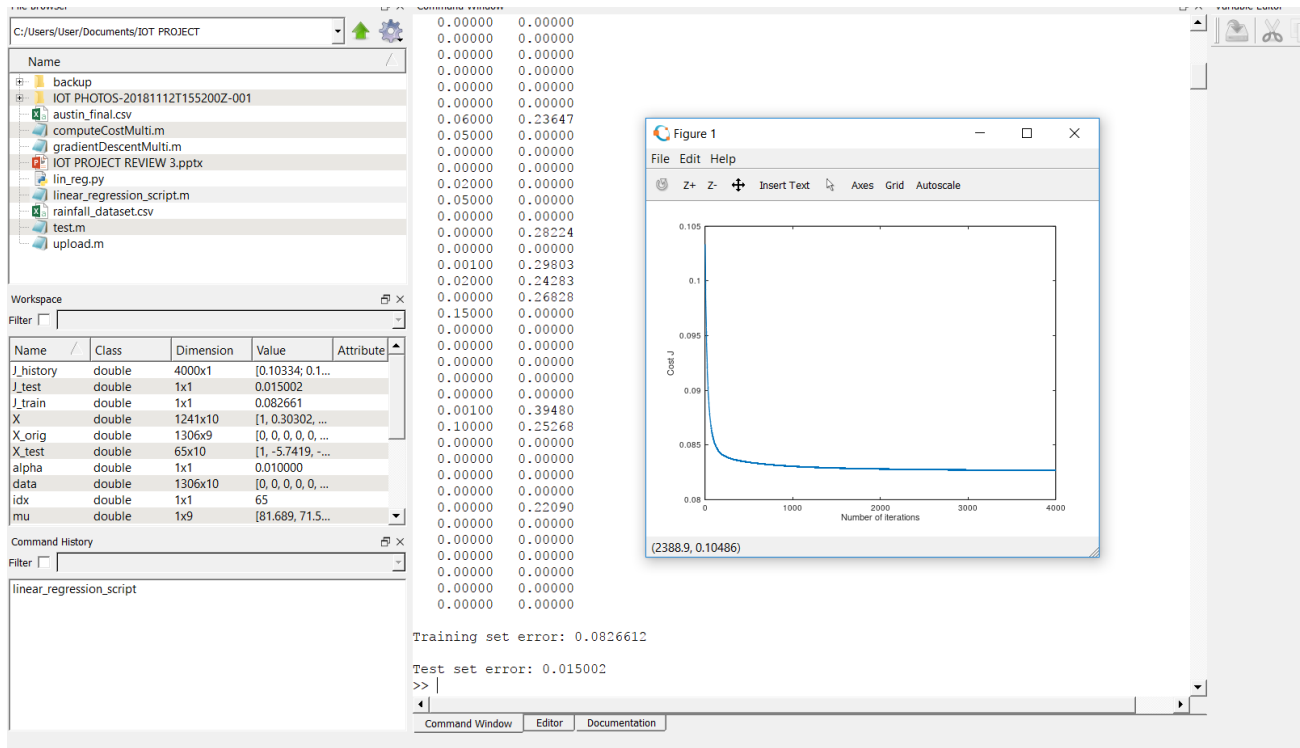 File Browser
C:/Users/User/Documents/IOT PROJECT
Name
backup
IOT PHOTOS-20181112T155200Z-001
austin_final.csv
computeCostMulti.m
gradientDescentMulti.m
IOT PROJECT REVIEW 3.pptx
lin_reg.py
linear_regression_script.m
rainfall_dataset.csv
test.m
upload.m
Workspace
Filter
Name Class Dimension Value Attribute
J_history double 4000x1 [0.10334; 0.1...
J_test double 1x1 0.015002
J_train double 1x1 0.082661
X double 1241x10 [1, 0.30302, ...
X_orig double 1306x9 [0, 0, 0, 0, 0, ...
X_test double 65x10 [1, -5.7419, -...
alpha double 1x1 0.010000
data double 1306x10 [0, 0, 0, 0, 0, ...
idx double 1x1 65
mu double 1x9 [81.689, 71.5...
Command History
Filter
linear_regression_script
Command Window
0.00000 0.00000
0.00000 0.00000
0.00000 0.00000
0.00000 0.00000
0.00000 0.00000
0.00000 0.00000
0.06000 0.23647
0.05000 0.00000
0.00000 0.00000
0.00000 0.00000
0.02000 0.00000
0.05000 0.00000
0.00000 0.00000
0.00000 0.28224
0.00000 0.00000
0.00100 0.29803
0.02000 0.24283
0.00000 0.26828
0.15000 0.00000
0.00000 0.00000
0.00000 0.00000
0.00000 0.00000
0.00000 0.00000
0.00000 0.00000
0.00100 0.39480
0.10000 0.25268
0.00000 0.00000
0.00000 0.00000
0.00000 0.00000
0.00000 0.00000
0.00000 0.22090
0.00000 0.00000
0.00000 0.00000
0.00000 0.00000
0.00000 0.00000
0.00000 0.00000
0.00000 0.00000
Training set error: 0.0826612
Test set error: 0.015002
>>
Command Window Editor Documentation
Figure 1
File Edit Help
Z+ Z- Insert Text Axes Grid Autoscale
0.105
0.1
0.095
Cost J
0.09
0.085
0.08
0 1000 2000 3000 4000
Number of iterations
(2388.9, 0.10486)
Variable Editor